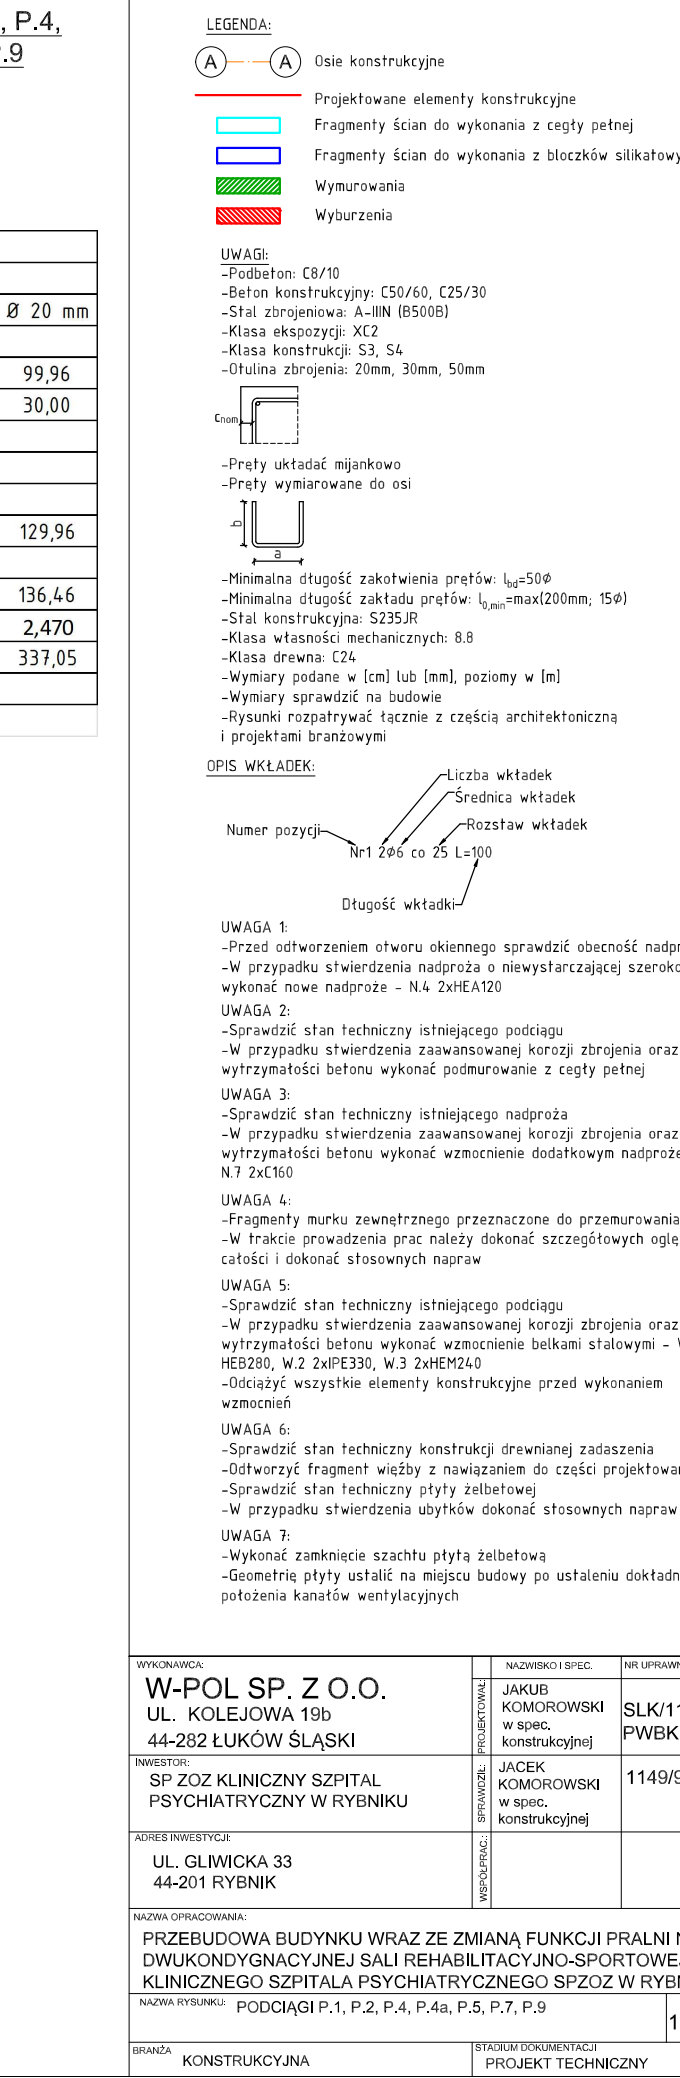 , P.4,
P.9
Ø 20 mm
99,96
30,00
129,96
136,46
2,470
337,05
LEGENDA:
A A Osie konstrukcyjne
Projektowane elementy konstrukcyjne
Fragmenty ścian do wykonania z cegły pełnej
Fragmenty ścian do wykonania z bloczków silikatowy
Wymurowania
Wyburzenia
UWAGI:
-Podbeton: C8/10
-Beton konstrukcyjny: C50/60, C25/30
-Stal zbrojeniowa: A-IIIN (B500B)
-Klasa ekspozycji: XC2
-Klasa konstrukcji: S3, S4
-Otulina zbrojenia: 20mm, 30mm, 50mm
Cnom
-Pręty układać mijankowo
-Pręty wymiarowane do osi
b
a
-Minimalna długość zakotwienia prętów: lbd=50Ø
-Minimalna długość zakładu prętów: l0,min=max(200mm; 15Ø)
-Stal konstrukcyjna: S235JR
-Klasa własności mechanicznych: 8.8
-Klasa drewna: C24
-Wymiary podane w [cm] lub [mm], poziomy w [m]
-Wymiary sprawdzić na budowie
-Rysunki rozpatrywać łącznie z częścią architektoniczną
i projektami branżowymi
OPIS WKŁADEK:
Liczba wkładek
Średnica wkładek
Numer pozycji
Rozstaw wkładek
Nr1 2Ø6 co 25 L=100
Długość wkładki
UWAGA 1:
-Przed odtworzeniem otworu okiennego sprawdzić obecność nadpr
-W przypadku stwierdzenia nadproża o niewystarczającej szeroko
wykonać nowe nadproże - N.4 2xHEA120
UWAGA 2:
-Sprawdzić stan techniczny istniejącego podciągu
-W przypadku stwierdzenia zaawansowanej korozji zbrojenia oraz
wytrzymałości betonu wykonać podmurowanie z cegły pełnej
UWAGA 3:
-Sprawdzić stan techniczny istniejącego nadproża
-W przypadku stwierdzenia zaawansowanej korozji zbrojenia oraz
wytrzymałości betonu wykonać wzmocnienie dodatkowym nadproże
N.7 2xC160
UWAGA 4:
-Fragmenty murku zewnętrznego przeznaczone do przemurowania
-W trakcie prowadzenia prac należy dokonać szczegółowych oglę
całości i dokonać stosownych napraw
UWAGA 5:
-Sprawdzić stan techniczny istniejącego podciągu
-W przypadku stwierdzenia zaawansowanej korozji zbrojenia oraz
wytrzymałości betonu wykonać wzmocnienie belkami stalowymi -
HEB280, W.2 2xIPE330, W.3 2xHEM240
-Odciążyć wszystkie elementy konstrukcyjne przed wykonaniem
wzmocnień
UWAGA 6:
-Sprawdzić stan techniczny konstrukcji drewnianej zadaszenia
-Odtworzyć fragment więźby z nawiązaniem do części projektowa
-Sprawdzić stan techniczny płyty żelbetowej
-W przypadku stwierdzenia ubytków dokonać stosownych napraw
UWAGA 7:
-Wykonać zamknięcie szachtu płytą żelbetową
-Geometrię płyty ustalić na miejscu budowy po ustaleniu dokładn
położenia kanałów wentylacyjnych
WYKONAWCA:
W-POL SP. Z O.O.
UL. KOLEJOWA 19b
44-282 ŁUKÓW ŚLĄSKI
NAZWISKO I SPEC.
NR UPRAWN
PROJEKTOWAŁ:
JAKUB
KOMOROWSKI
w spec.
konstrukcyjnej
SLK/11
PWBK
INWESTOR:
SP ZOZ KLINICZNY SZPITAL
PSYCHIATRYCZNY W RYBNIKU
SPRAWDZIŁ:
JACEK
KOMOROWSKI
w spec.
konstrukcyjnej
1149/9
ADRES INWESTYCJI:
UL. GLIWICKA 33
44-201 RYBNIK
WSPÓŁPRAC.:
NAZWA OPRACOWANIA:
PRZEBUDOWA BUDYNKU WRAZ ZE ZMIANĄ FUNKCJI PRALNI N
DWUKONDYGNACYJNEJ SALI REHABILITACYJNO-SPORTOWEJ
KLINICZNEGO SZPITALA PSYCHIATRYCZNEGO SPZOZ W RYBN
NAZWA RYSUNKU: PODCIĄGI P.1, P.2, P.4, P.4a, P.5, P.7, P.9
1
BRANŻA
KONSTRUKCYJNA
STADIUM DOKUMENTACJI
PROJEKT TECHNICZNY